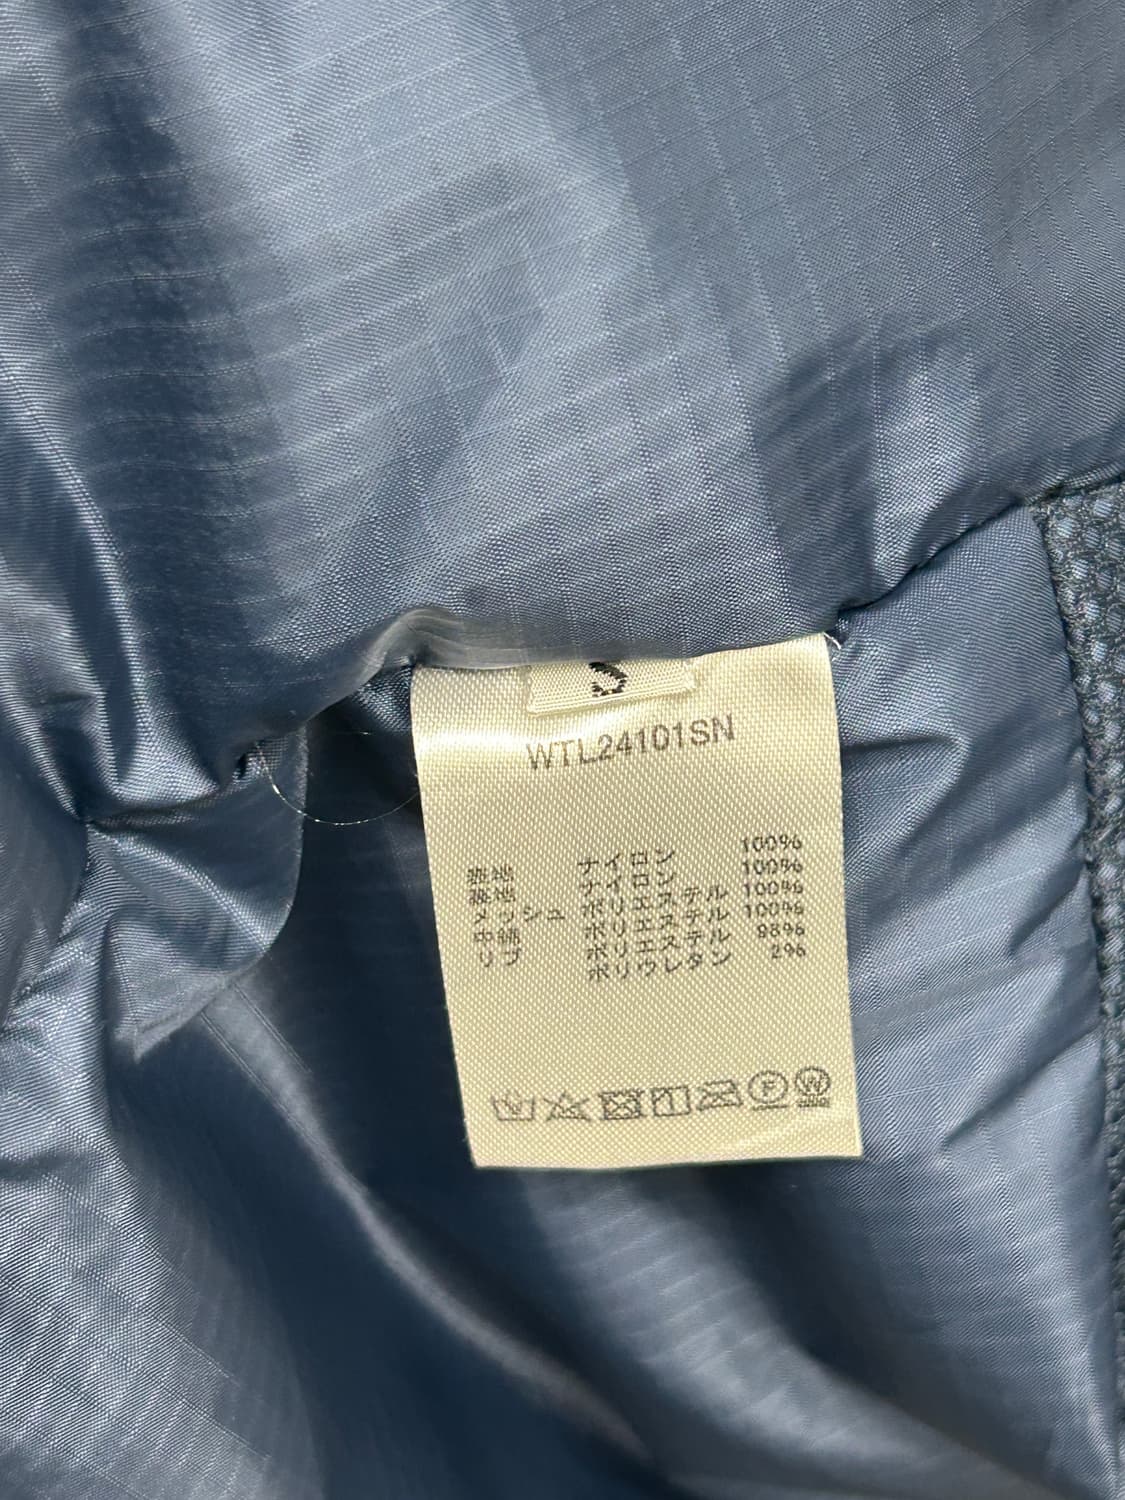 S
WTL24101SN
表地 ナイロン 100%
裏地 ナイロン 100%
メッシュ ポリエステル 100%
中綿 ポリエステル 100%
リブ ポリエステル 98%
ポリウレタン 2%
F W